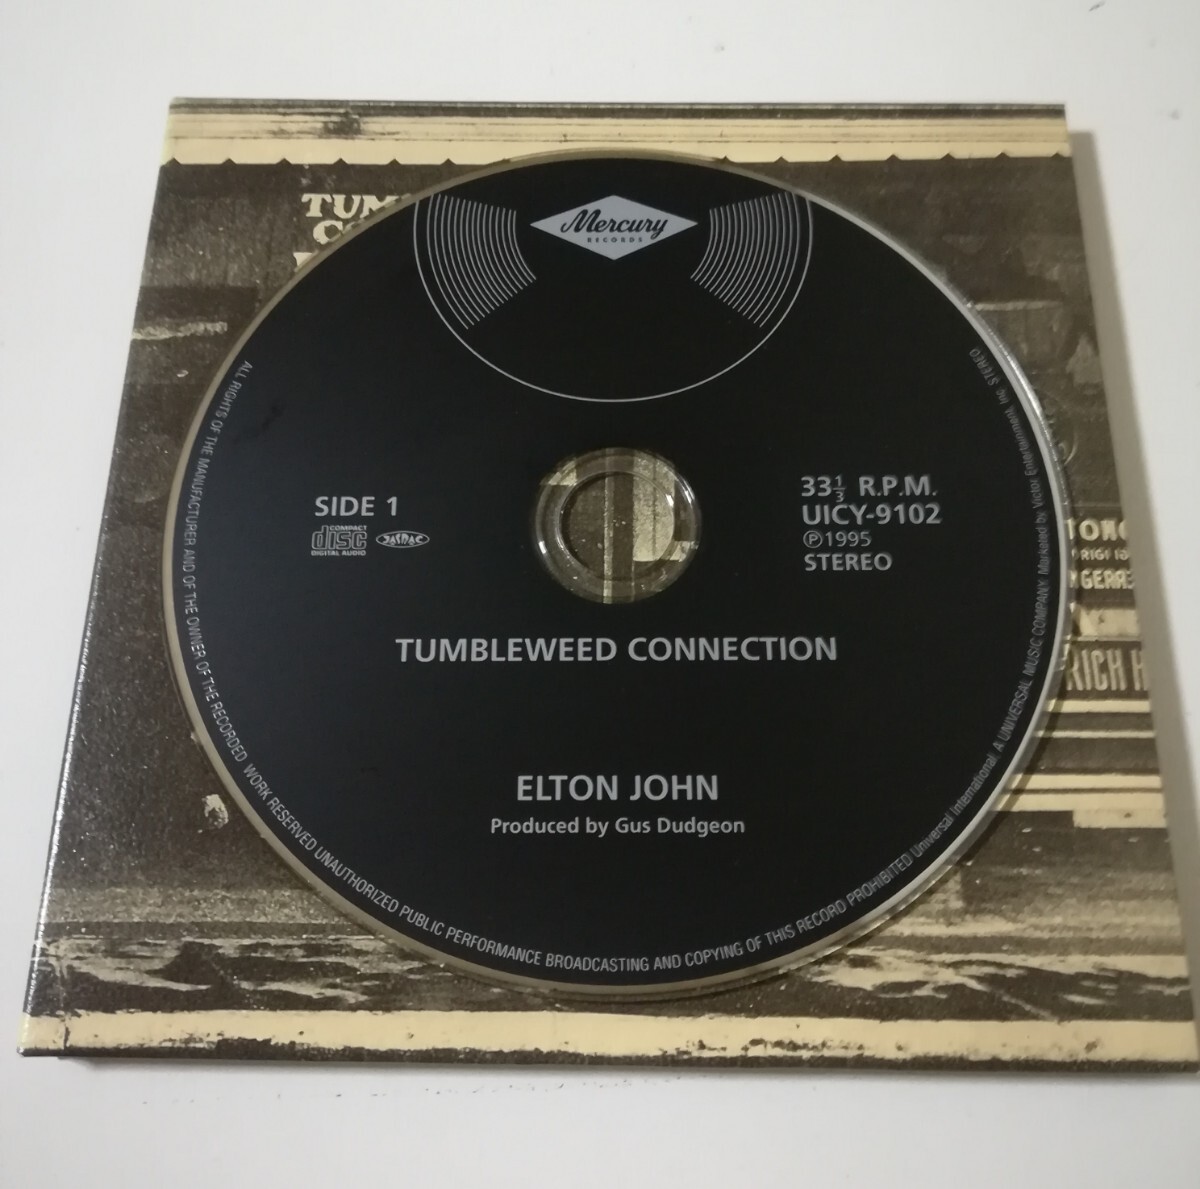 TUM
CO
Mercury
RECORDS
SIDE 1
COMPACT
disc
DIGITAL AUDIO
JASRAC
33⅓ R.P.M.
UICY-9102
Ⓟ1995
STEREO
TUMBLEWEED CONNECTION
ELTON JOHN
Produced by Gus Dudgeon
ALL RIGHTS OF THE MANUFACTURER AND OF THE OWNER OF THE RECORDED WORK RESERVED UNAUTHORIZED PUBLIC PERFORMANCE BROADCASTING AND COPYING OF THIS RECORD PROHIBITED Universal International. A UNIVERSAL MUSIC COMPANY. Marketed by Victor Entertainment, Inc. STEREO
RICH H